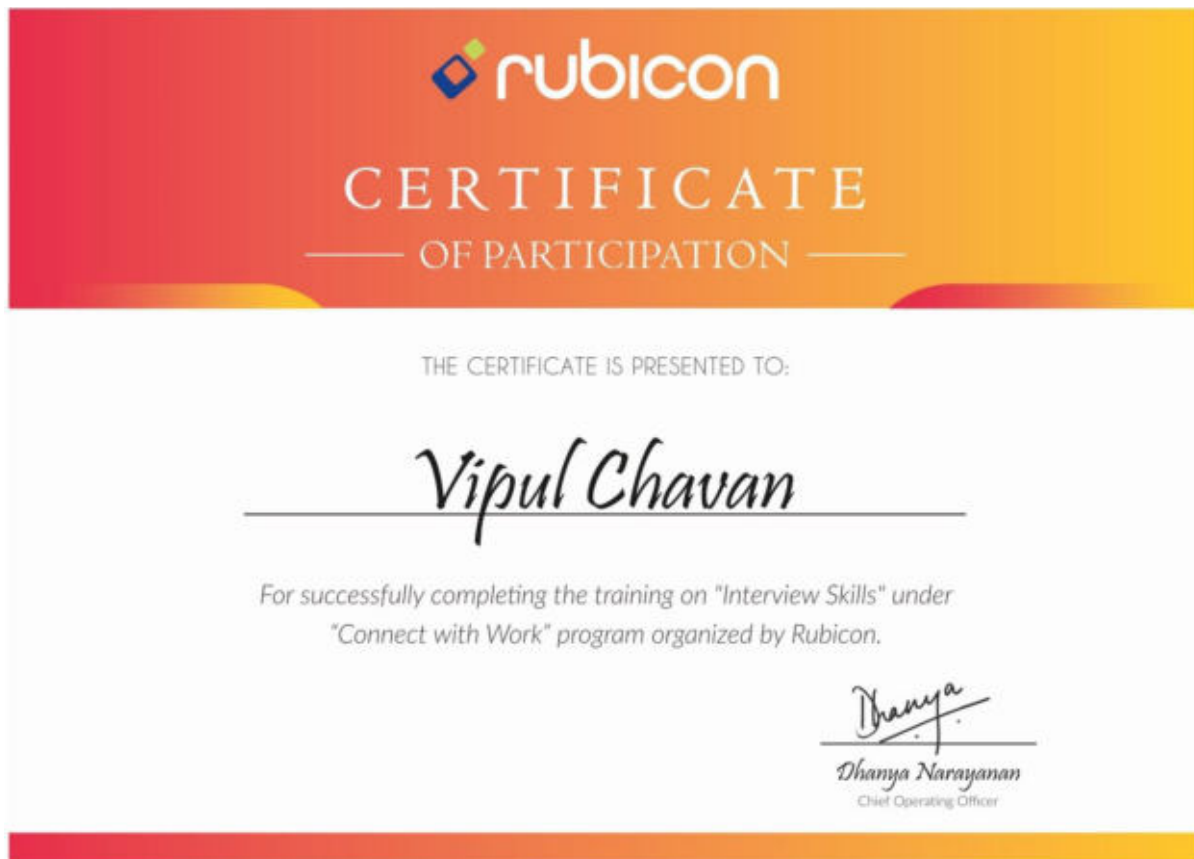 rubicon
CERTIFICATE
OF PARTICIPATION
THE CERTIFICATE IS PRESENTED TO:
Vipul Chavan
For successfully completing the training on "Interview Skills" under
"Connect with Work" program organized by Rubicon.
Dhanya
Dhanya Narayanan
Chief Operating Officer